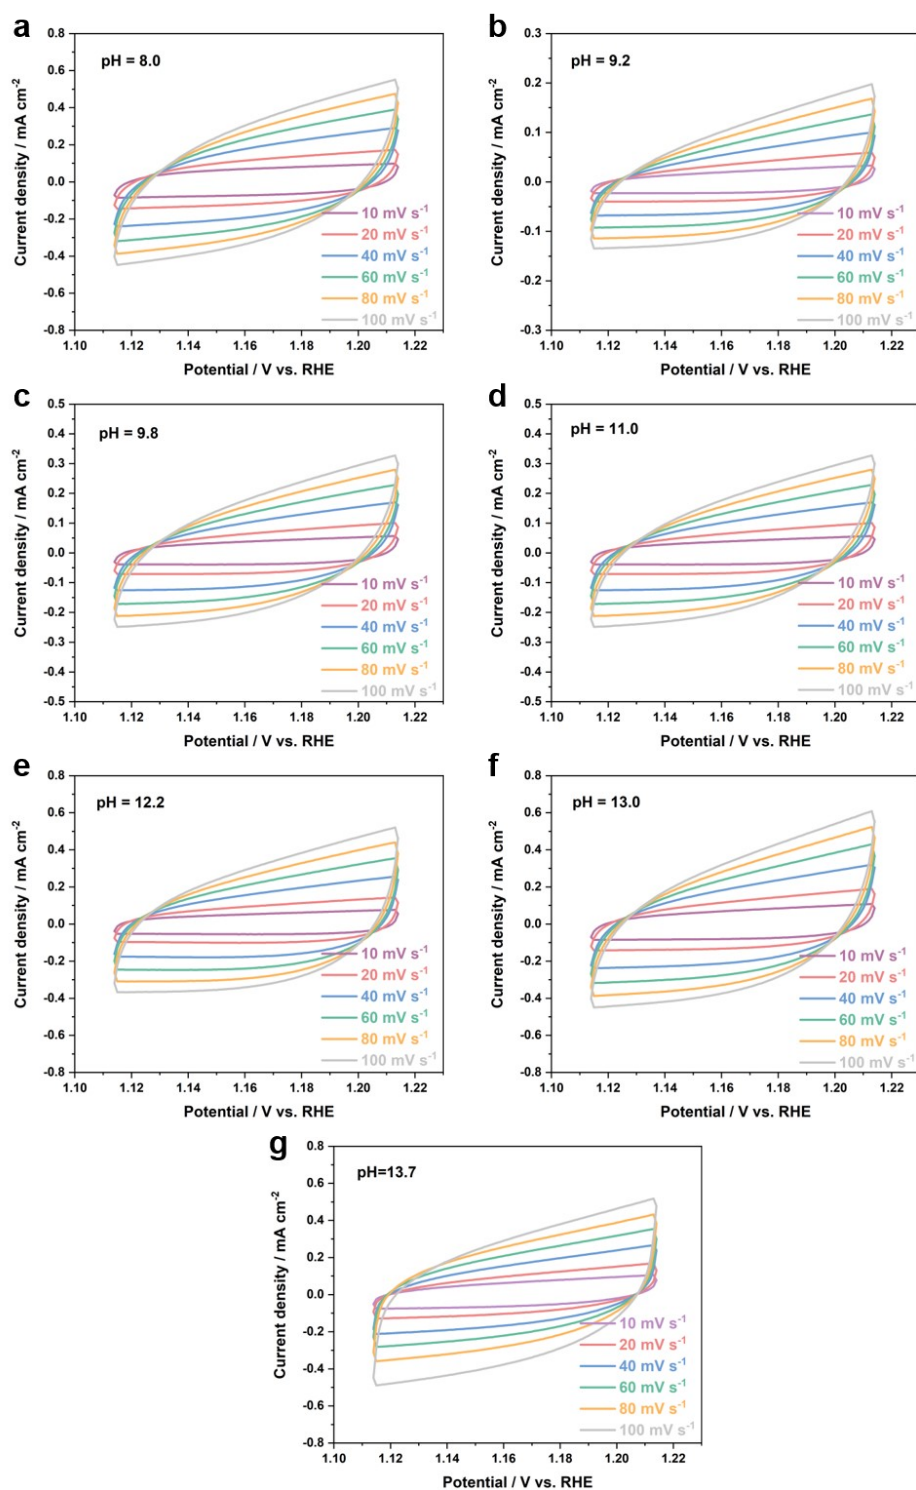 a
pH = 8.0
Current density / mA cm⁻²
0.8
0.6
0.4
0.2
0.0
-0.2
-0.4
-0.6
-0.8
10 mV s⁻¹
20 mV s⁻¹
40 mV s⁻¹
60 mV s⁻¹
80 mV s⁻¹
100 mV s⁻¹
1.10 1.12 1.14 1.16 1.18 1.20 1.22
Potential / V vs. RHE
b
pH = 9.2
Current density / mA cm⁻²
0.3
0.2
0.1
0.0
-0.1
-0.2
-0.3
10 mV s⁻¹
20 mV s⁻¹
40 mV s⁻¹
60 mV s⁻¹
80 mV s⁻¹
100 mV s⁻¹
1.10 1.12 1.14 1.16 1.18 1.20 1.22
Potential / V vs. RHE
c
pH = 9.8
Current density / mA cm⁻²
0.5
0.4
0.3
0.2
0.1
0.0
-0.1
-0.2
-0.3
-0.4
-0.5
10 mV s⁻¹
20 mV s⁻¹
40 mV s⁻¹
60 mV s⁻¹
80 mV s⁻¹
100 mV s⁻¹
1.10 1.12 1.14 1.16 1.18 1.20 1.22
Potential / V vs. RHE
d
pH = 11.0
Current density / mA cm⁻²
0.5
0.4
0.3
0.2
0.1
0.0
-0.1
-0.2
-0.3
-0.4
-0.5
10 mV s⁻¹
20 mV s⁻¹
40 mV s⁻¹
60 mV s⁻¹
80 mV s⁻¹
100 mV s⁻¹
1.10 1.12 1.14 1.16 1.18 1.20 1.22
Potential / V vs. RHE
e
pH = 12.2
Current density / mA cm⁻²
0.8
0.6
0.4
0.2
0.0
-0.2
-0.4
-0.6
-0.8
10 mV s⁻¹
20 mV s⁻¹
40 mV s⁻¹
60 mV s⁻¹
80 mV s⁻¹
100 mV s⁻¹
1.10 1.12 1.14 1.16 1.18 1.20 1.22
Potential / V vs. RHE
f
pH = 13.0
Current density / mA cm⁻²
0.8
0.6
0.4
0.2
0.0
-0.2
-0.4
-0.6
-0.8
10 mV s⁻¹
20 mV s⁻¹
40 mV s⁻¹
60 mV s⁻¹
80 mV s⁻¹
100 mV s⁻¹
1.10 1.12 1.14 1.16 1.18 1.20 1.22
Potential / V vs. RHE
g
pH=13.7
Current density / mA cm⁻²
0.8
0.6
0.4
0.2
0.0
-0.2
-0.4
-0.6
-0.8
10 mV s⁻¹
20 mV s⁻¹
40 mV s⁻¹
60 mV s⁻¹
80 mV s⁻¹
100 mV s⁻¹
1.10 1.12 1.14 1.16 1.18 1.20 1.22
Potential / V vs. RHE